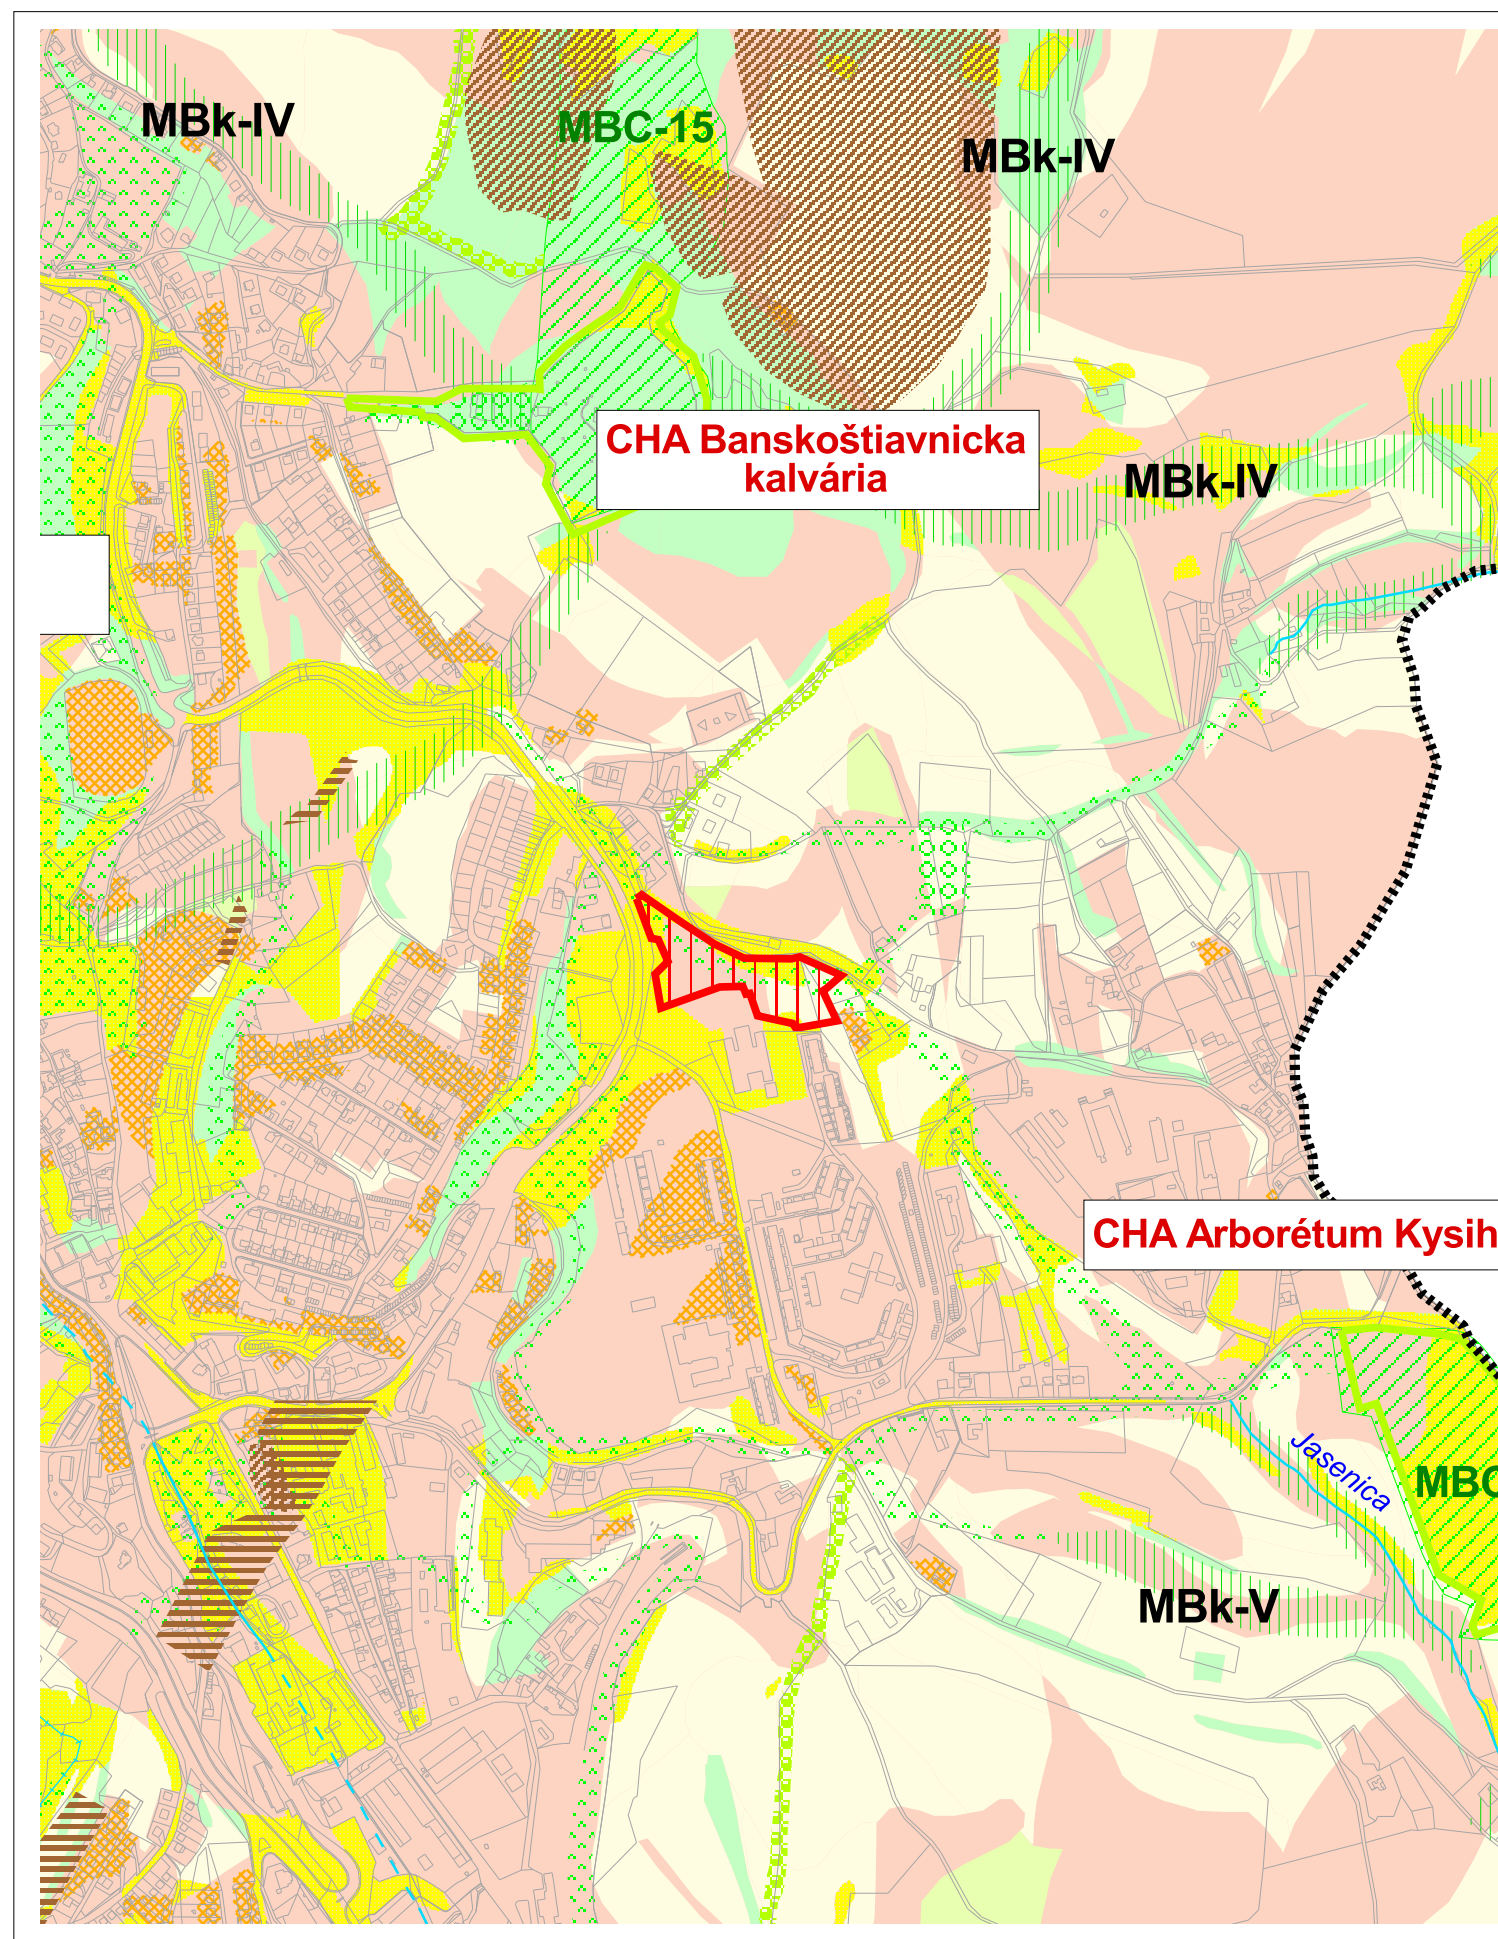 MBk-IV
MBC-15
MBk-IV
CHA Banskoštiavnicka
kalvária
MBk-IV
CHA Arborétum Kysih
Jasenica
MBC
MBk-V